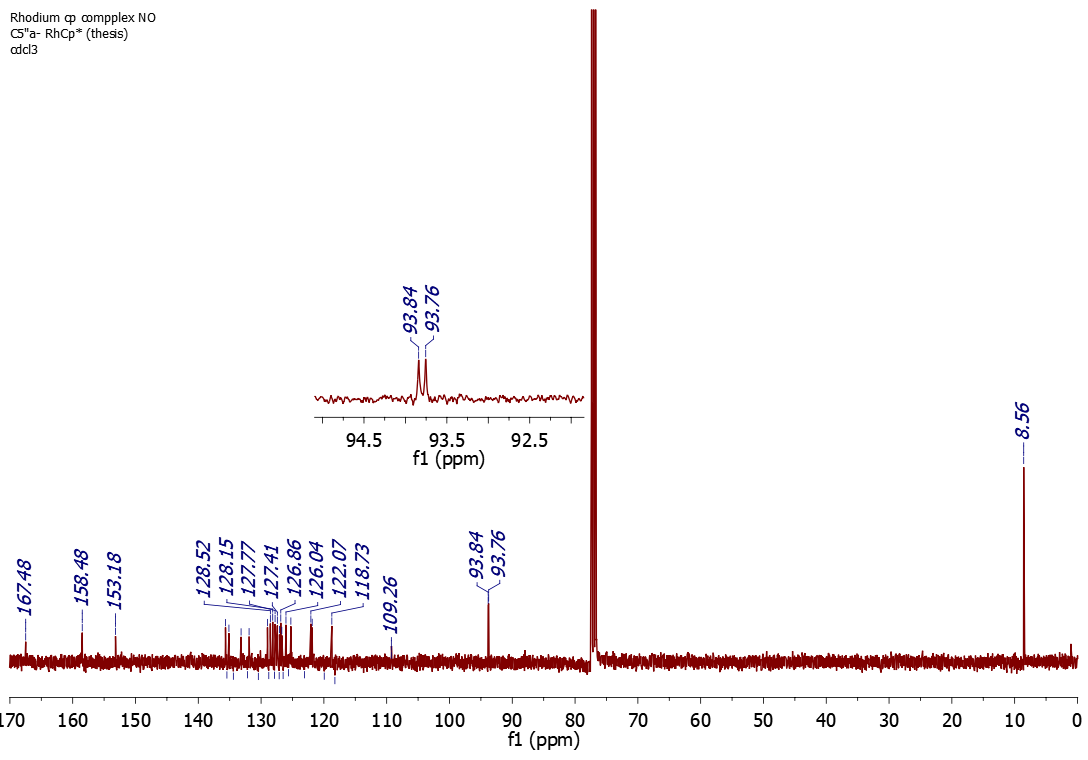 Rhodium cp compplex NO
C5"a- RhCp* (thesis)
cdcl3
93.84
93.76
94.5 93.5 92.5
f1 (ppm)
8.56
167.48
158.48
153.18
128.52
128.15
127.77
127.41
126.86
126.04
122.07
118.73
109.26
93.84
93.76
170 160 150 140 130 120 110 100 90 80 70 60 50 40 30 20 10 0
f1 (ppm)